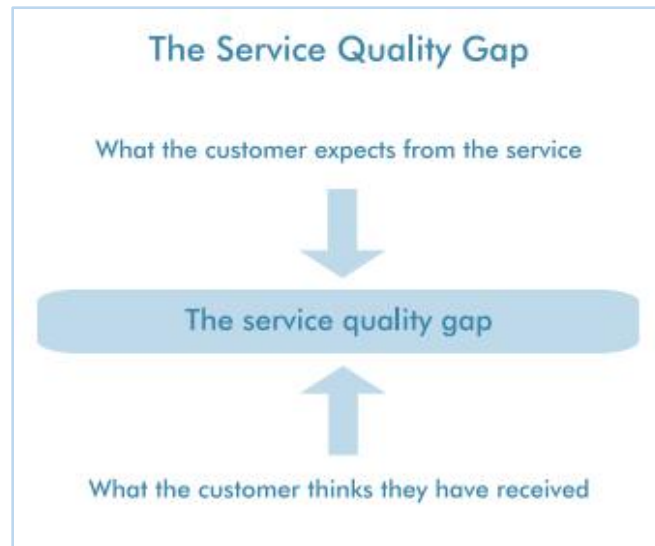 The Service Quality Gap
What the customer expects from the service
The service quality gap
What the customer thinks they have received